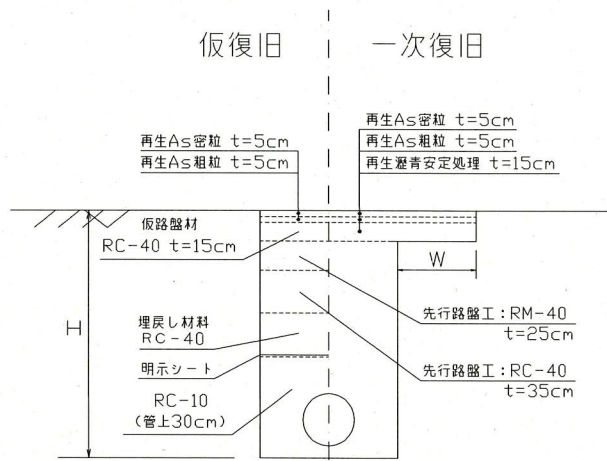 仮復旧
一次復旧
再生As密粒 t=5cm
再生As粗粒 t=5cm
再生As密粒 t=5cm
再生As粗粒 t=5cm
再生瀝青安定処理 t=15cm
仮路盤材
RC-40 t=15cm
W
H
埋戻し材料
RC-40
明示シート
RC-10
(管上30cm)
先行路盤工:RM-40
t=25cm
先行路盤工:RC-40
t=35cm